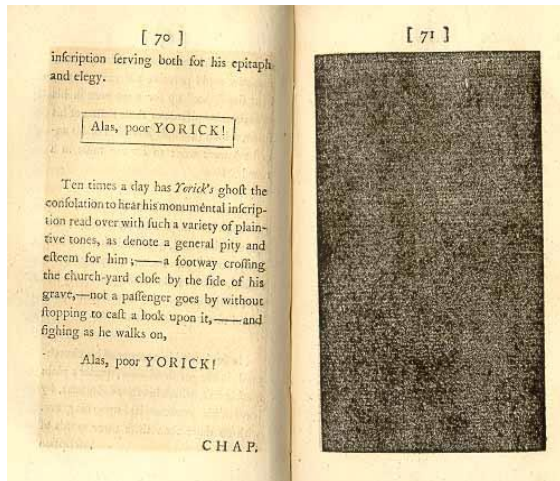 [ 70 ]
inſcription ſerving both for his epitaph
and elegy.
Alas, poor YORICK!
Ten times a day has Yorick's ghoſt the
conſolation to hear his monumental inſcrip-
tion read over with ſuch a variety of plain-
tive tones, as denote a general pity and
eſteem for him;——a footway croſſing
the church-yard cloſe by the ſide of his
grave,—not a paſſenger goes by without
ſtopping to caſt a look upon it,——and
ſighing as he walks on,
Alas, poor YORICK!
CHAP.
[ 71 ]